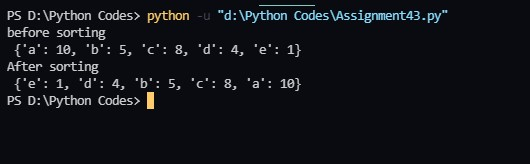 PS D:\Python Codes> python -u "d:\Python Codes\Assignment43.py"
before sorting
 {'a': 10, 'b': 5, 'c': 8, 'd': 4, 'e': 1}
After sorting
 {'e': 1, 'd': 4, 'b': 5, 'c': 8, 'a': 10}
PS D:\Python Codes>